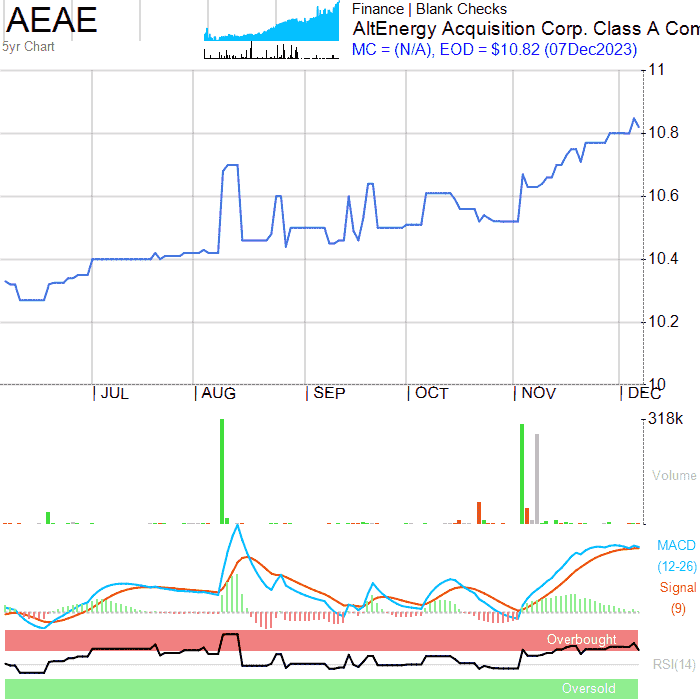 AEAE
5yr Chart
Finance | Blank Checks
AltEnergy Acquisition Corp. Class A Com
MC = (N/A), EOD = $10.82 (07Dec2023)
11
10.8
10.6
10.4
10.2
10
JUL AUG SEP OCT NOV DEC
318k
Volume
MACD
(12-26)
Signal
(9)
Overbought
RSI(14)
Oversold